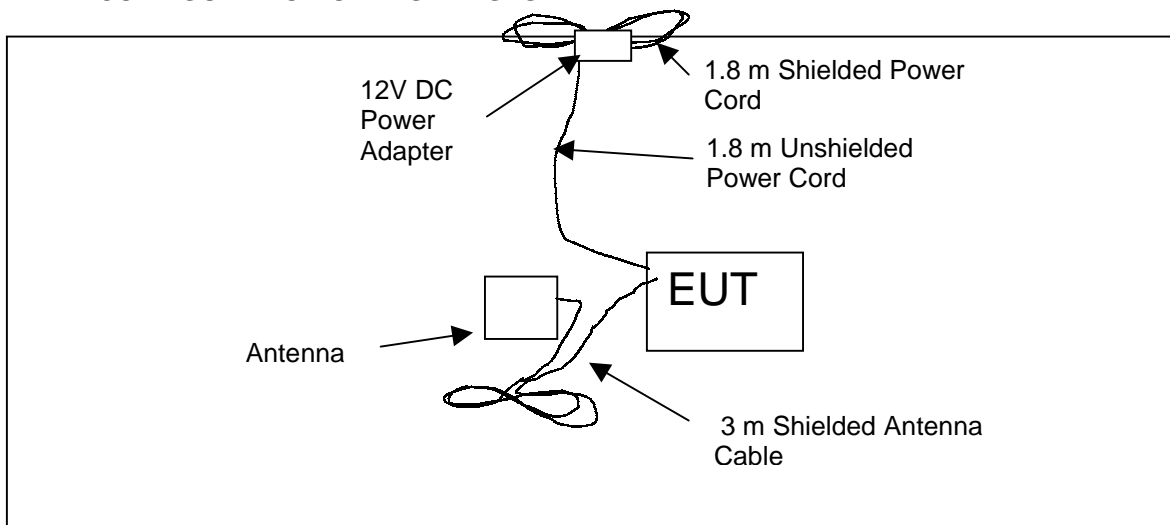 12V DC
Power
Adapter
1.8 m Shielded Power
Cord
1.8 m Unshielded
Power Cord
EUT
Antenna
3 m Shielded Antenna
Cable